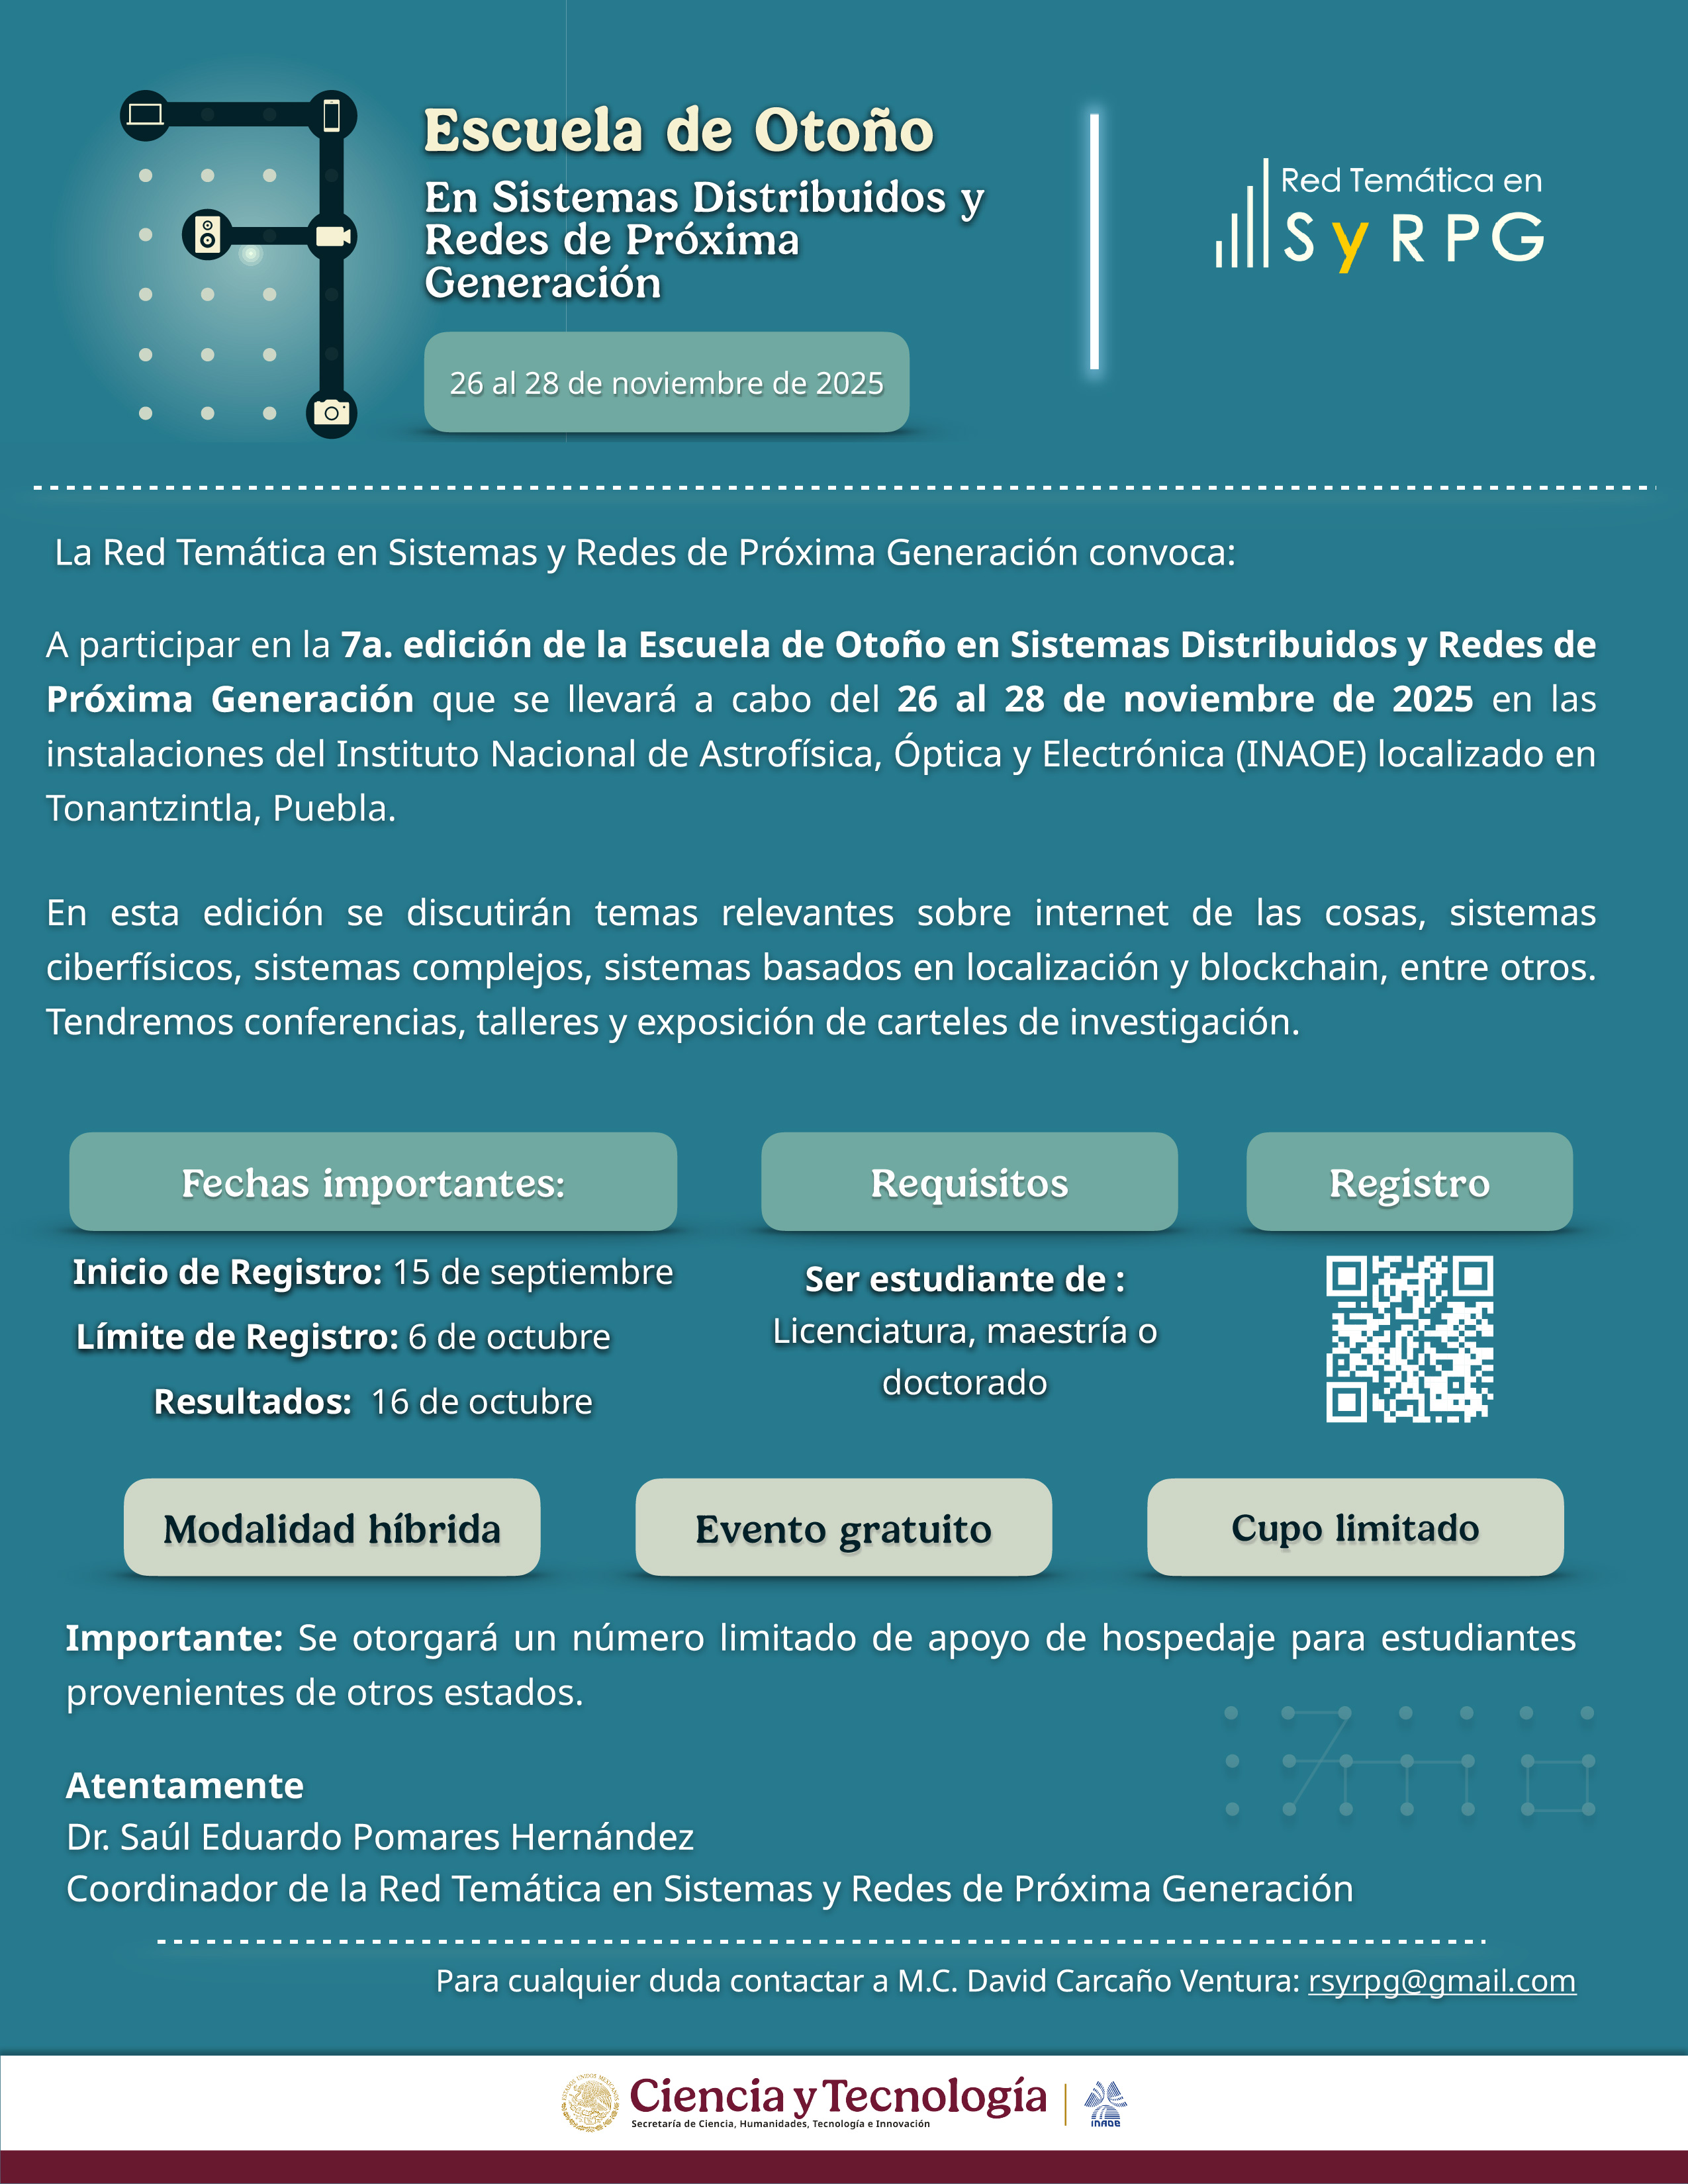 Escuela de Otoño
En Sistemas Distribuidos y
Redes de Próxima
Generación
26 al 28 de noviembre de 2025
Red Temática en
SyRPG
La Red Temática en Sistemas y Redes de Próxima Generación convoca:
A participar en la 7a. edición de la Escuela de Otoño en Sistemas Distribuidos y Redes de
Próxima Generación que se llevará a cabo del 26 al 28 de noviembre de 2025 en las
instalaciones del Instituto Nacional de Astrofísica, Óptica y Electrónica (INAOE) localizado en
Tonantzintla, Puebla.
En esta edición se discutirán temas relevantes sobre internet de las cosas, sistemas
ciberfísicos, sistemas complejos, sistemas basados en localización y blockchain, entre otros.
Tendremos conferencias, talleres y exposición de carteles de investigación.
Fechas importantes:
Inicio de Registro: 15 de septiembre
Límite de Registro: 6 de octubre
Resultados: 16 de octubre
Requisitos
Ser estudiante de :
Licenciatura, maestría o
doctorado
Registro
Modalidad híbrida
Evento gratuito
Cupo limitado
Importante: Se otorgará un número limitado de apoyo de hospedaje para estudiantes
provenientes de otros estados.
Atentamente
Dr. Saúl Eduardo Pomares Hernández
Coordinador de la Red Temática en Sistemas y Redes de Próxima Generación
Para cualquier duda contactar a M.C. David Carcaño Ventura: rsyrpg@gmail.com
ESTADOS UNIDOS MEXICANOS
Ciencia y Tecnología
Secretaría de Ciencia, Humanidades, Tecnología e Innovación
INAOE